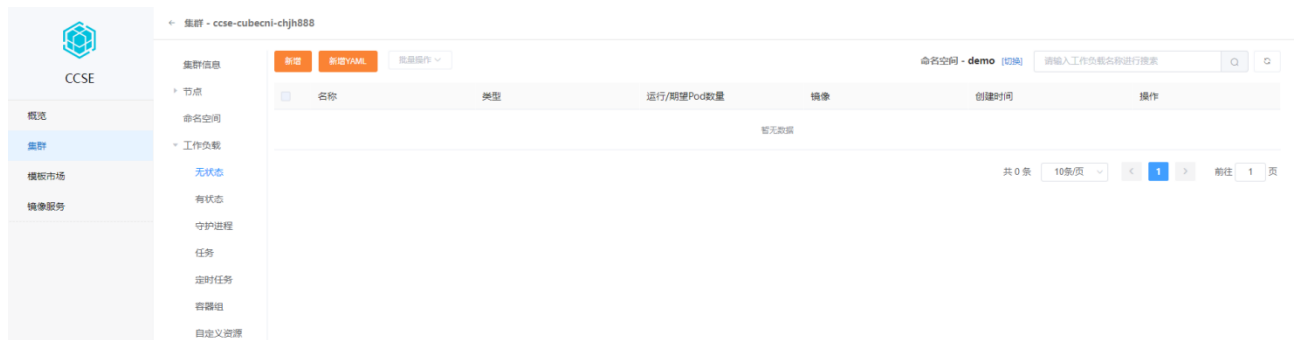 CCSE
概览
集群
模板市场
镜像服务
← 集群 - ccse-cubecni-chjh888
集群信息
节点
命名空间
工作负载
无状态
有状态
守护进程
任务
定时任务
容器组
自定义资源
新增 新增YAML 批量操作
命名空间 - demo [切换] 请输入工作负载名称进行搜索
名称 类型 运行/期望Pod数量 镜像 创建时间 操作
暂无数据
共 0 条 10条/页 < 1 > 前往 1 页